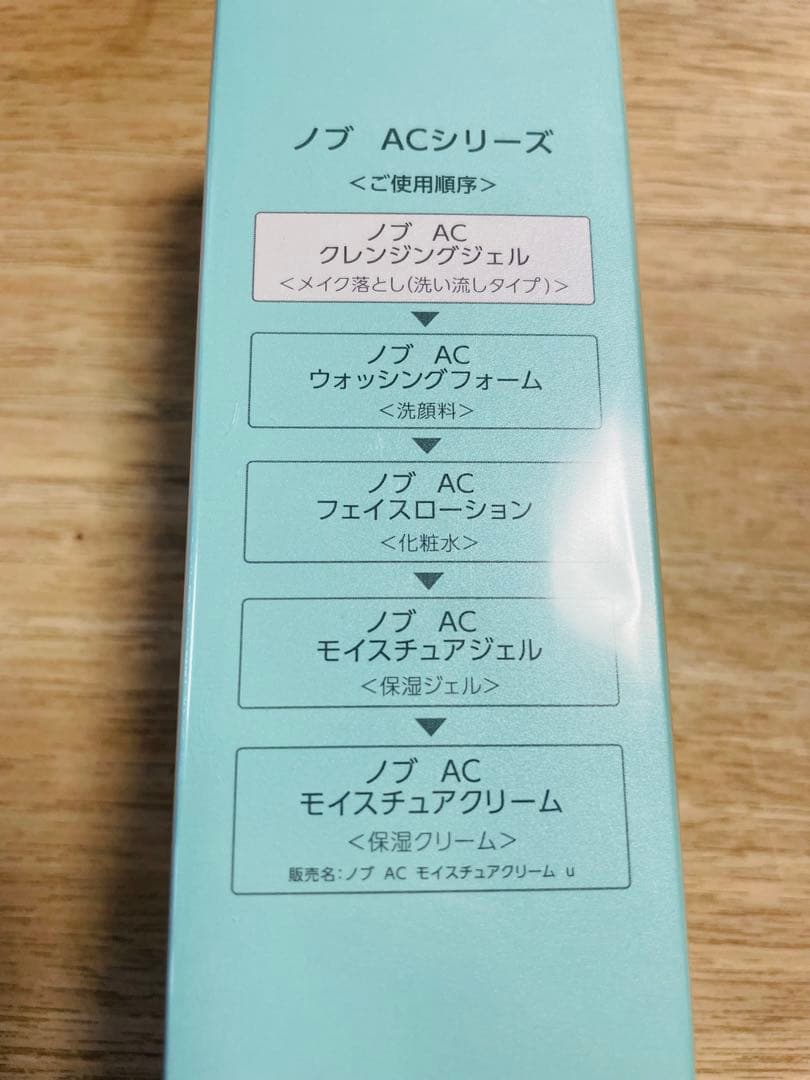 ノブ ACシリーズ
＜ご使用順序＞
ノブ AC
クレンジングジェル
＜メイク落とし(洗い流しタイプ)＞
▼
ノブ AC
ウォッシングフォーム
＜洗顔料＞
▼
ノブ AC
フェイスローション
＜化粧水＞
▼
ノブ AC
モイスチュアジェル
＜保湿ジェル＞
▼
ノブ AC
モイスチュアクリーム
＜保湿クリーム＞
販売名:ノブ AC モイスチュアクリーム u